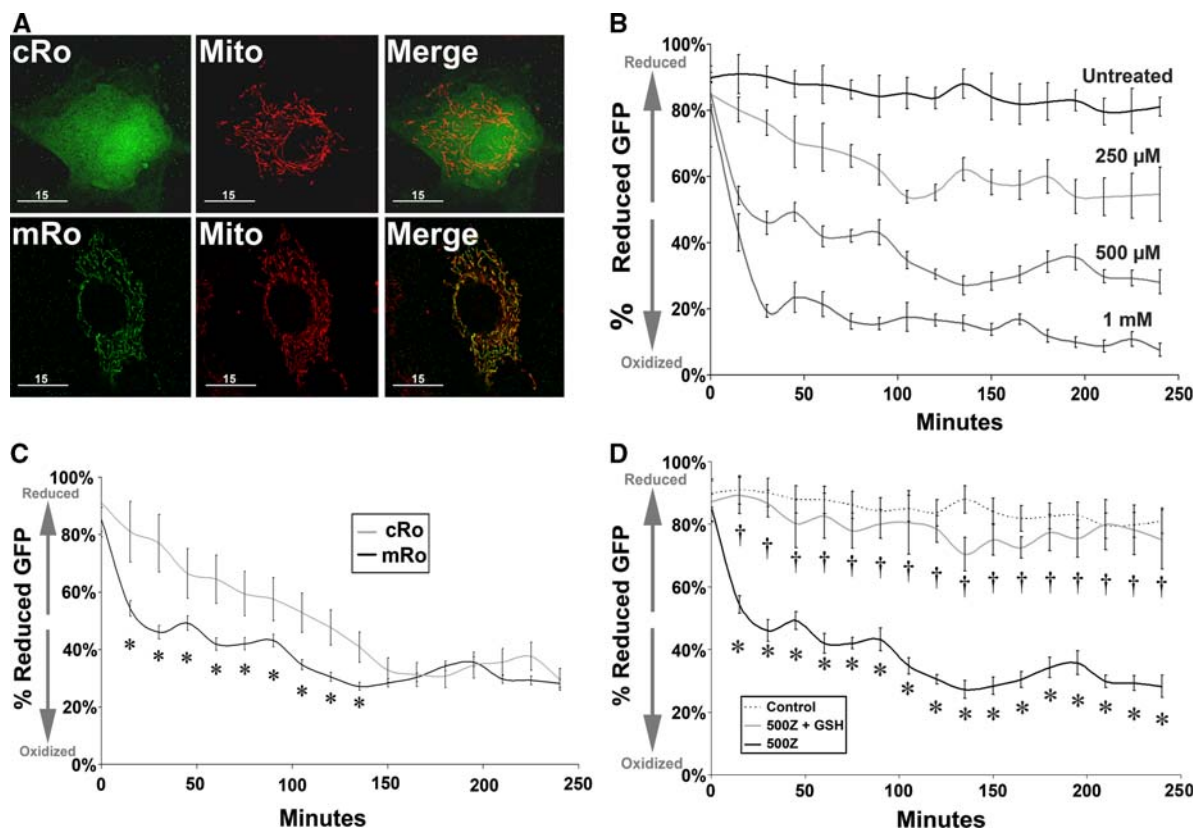 A
cRo
Mito
Merge
15
15
15
mRo
Mito
Merge
15
15
15
B
% Reduced GFP
Reduced
Oxidized
100%
80%
60%
40%
20%
0%
Untreated
250 µM
500 µM
1 mM
0 50 100 150 200 250
Minutes
C
% Reduced GFP
Reduced
Oxidized
100%
80%
60%
40%
20%
0%
cRo
mRo
* * * * * * * * *
0 50 100 150 200 250
Minutes
D
% Reduced GFP
Reduced
Oxidized
100%
80%
60%
40%
20%
0%
† † † † † † † † † † † † † † † †
* * * * * * * * * * * * * * * *
Control
500Z + GSH
500Z
0 50 100 150 200 250
Minutes